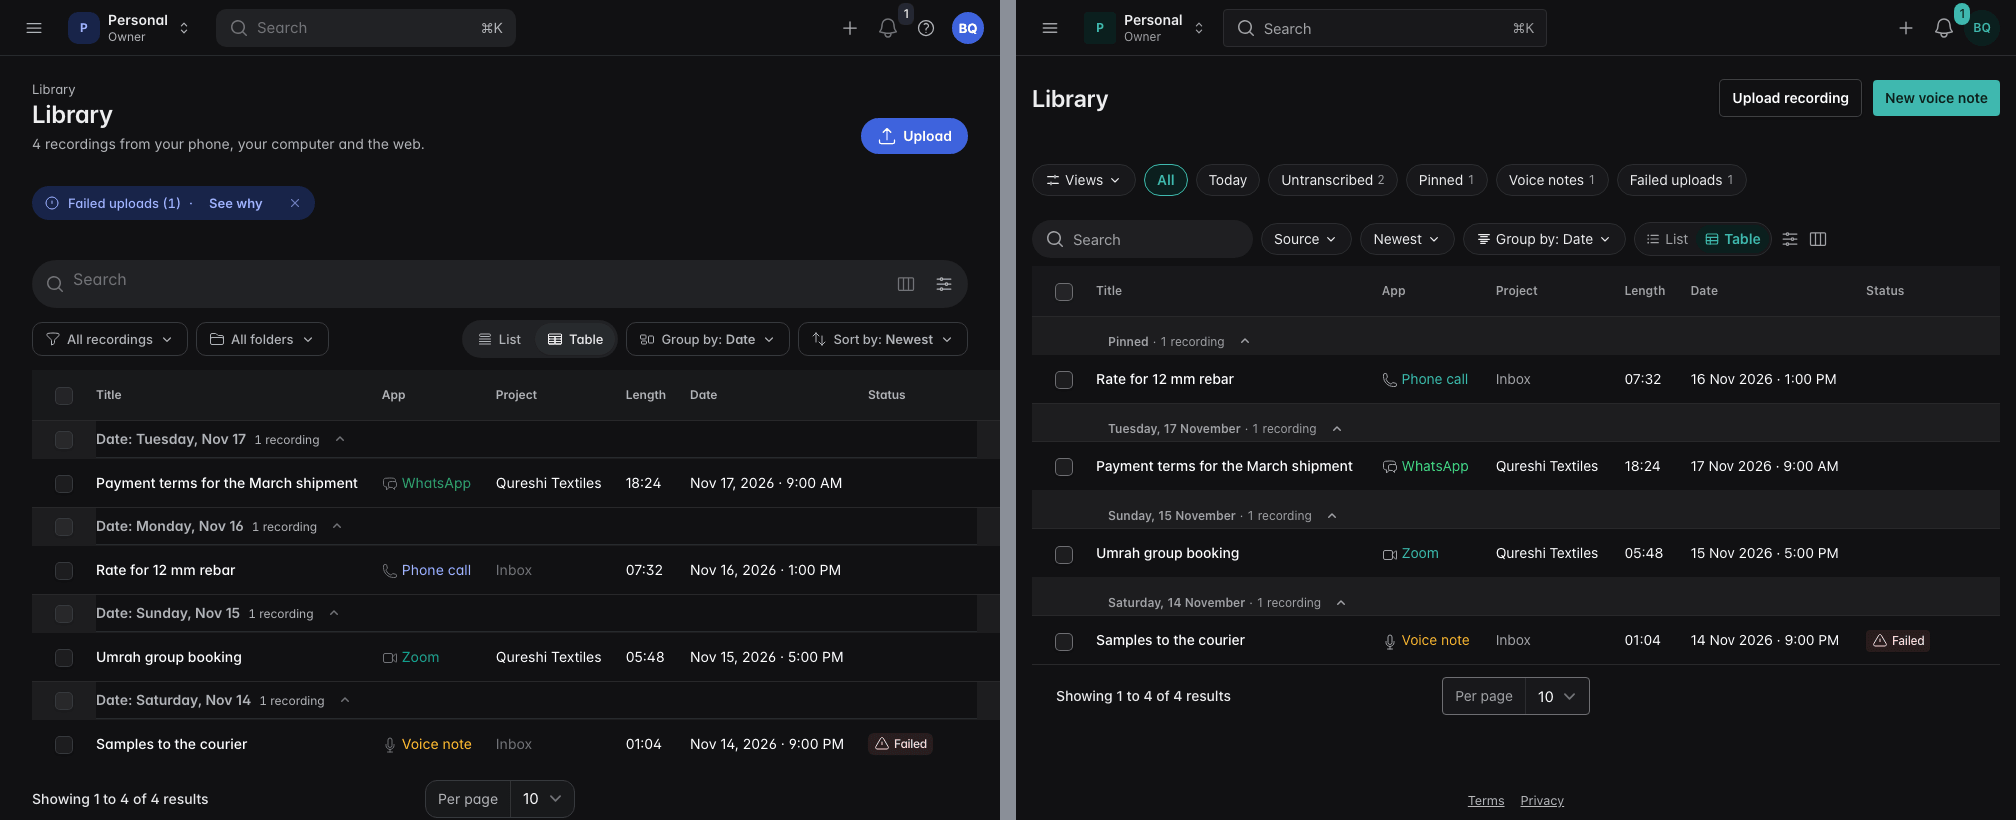 P Personal Owner Search ⌘K 1 BQ
Library
Library
4 recordings from your phone, your computer and the web.
Upload
Failed uploads (1) · See why
Search
All recordings All folders List Table Group by: Date Sort by: Newest
Title App Project Length Date Status
Date: Tuesday, Nov 17 1 recording
Payment terms for the March shipment WhatsApp Qureshi Textiles 18:24 Nov 17, 2026 · 9:00 AM
Date: Monday, Nov 16 1 recording
Rate for 12 mm rebar Phone call Inbox 07:32 Nov 16, 2026 · 1:00 PM
Date: Sunday, Nov 15 1 recording
Umrah group booking Zoom Qureshi Textiles 05:48 Nov 15, 2026 · 5:00 PM
Date: Saturday, Nov 14 1 recording
Samples to the courier Voice note Inbox 01:04 Nov 14, 2026 · 9:00 PM Failed
Showing 1 to 4 of 4 results Per page 10
P Personal Owner Search ⌘K 1 BQ
Library Upload recording New voice note
Views All Today Untranscribed 2 Pinned 1 Voice notes 1 Failed uploads 1
Search Source Newest Group by: Date List Table
Title App Project Length Date Status
Pinned · 1 recording
Rate for 12 mm rebar Phone call Inbox 07:32 16 Nov 2026 · 1:00 PM
Tuesday, 17 November · 1 recording
Payment terms for the March shipment WhatsApp Qureshi Textiles 18:24 17 Nov 2026 · 9:00 AM
Sunday, 15 November · 1 recording
Umrah group booking Zoom Qureshi Textiles 05:48 15 Nov 2026 · 5:00 PM
Saturday, 14 November · 1 recording
Samples to the courier Voice note Inbox 01:04 14 Nov 2026 · 9:00 PM Failed
Showing 1 to 4 of 4 results Per page 10
Terms Privacy